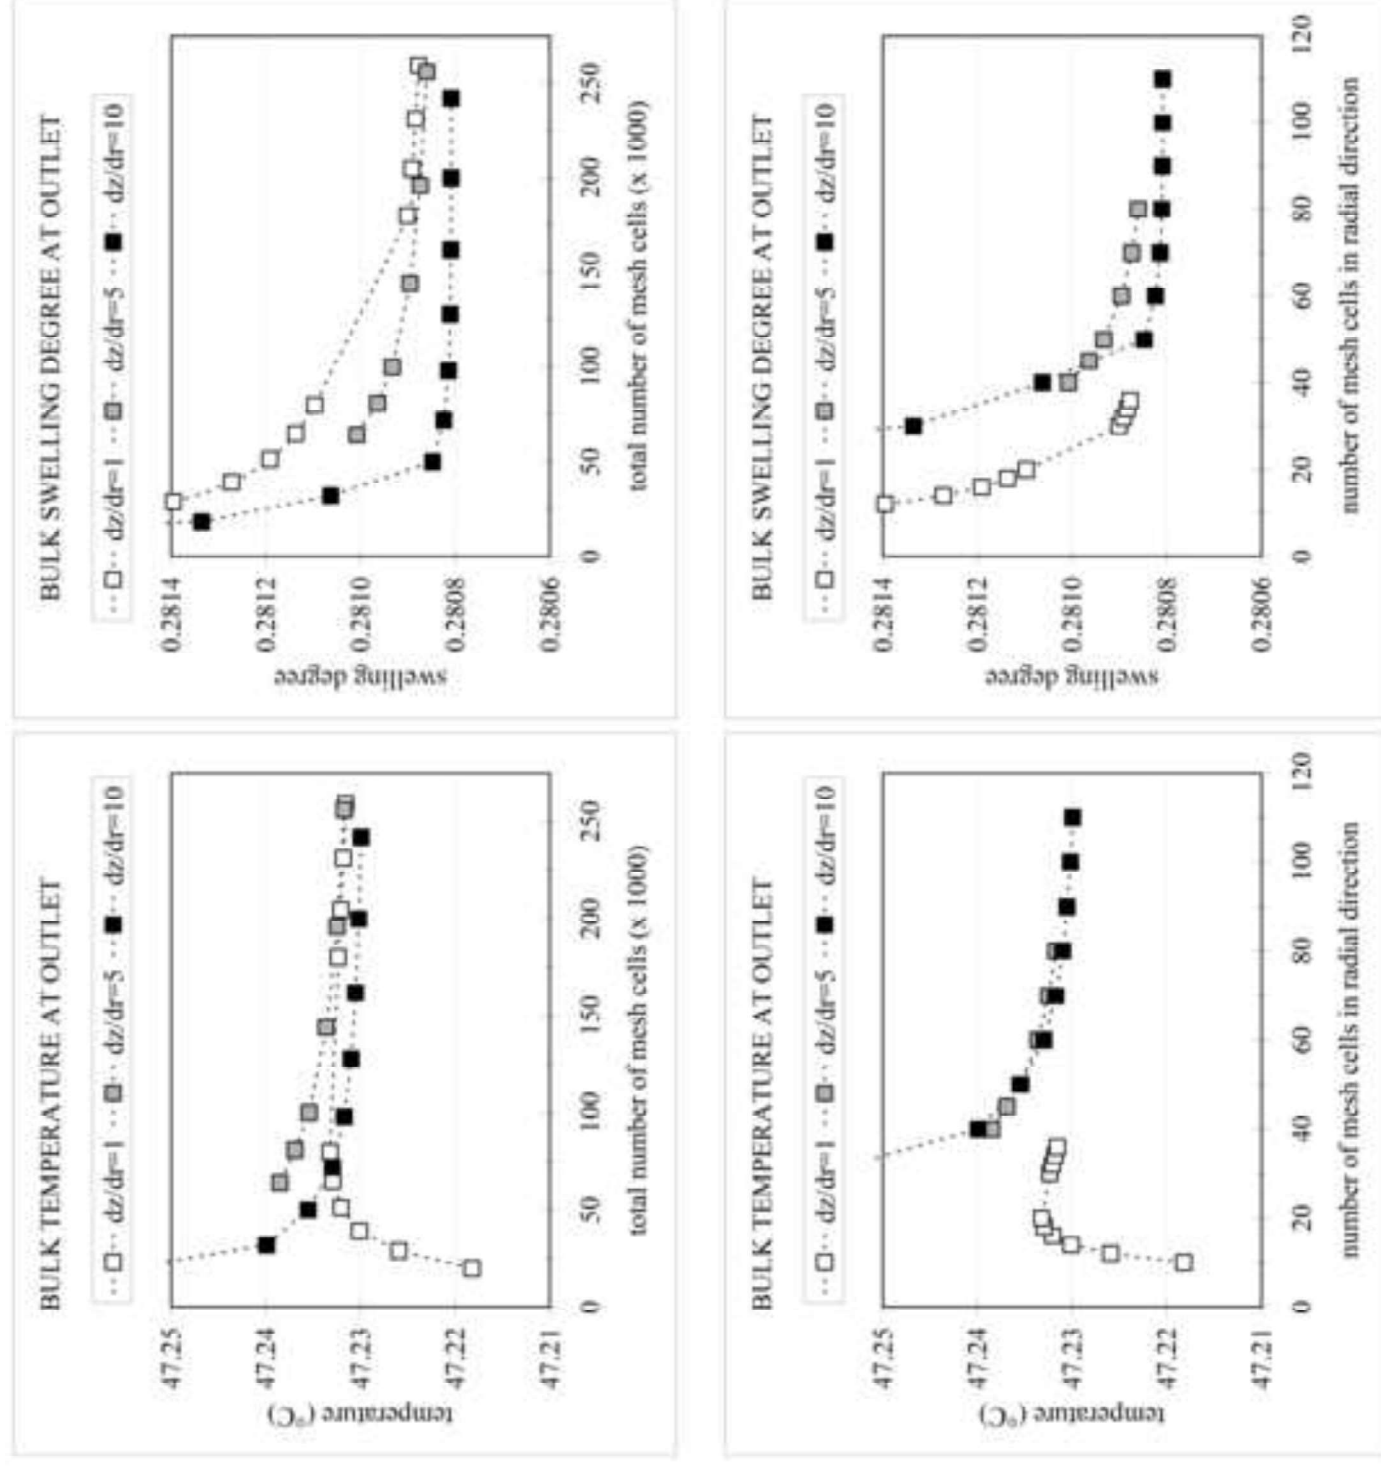 BULK TEMPERATURE AT OUTLET
dz/dr=1 dz/dr=5 dz/dr=10
47.25
47.24
47.23
47.22
47.21
temperature (°C)
0 50 100 150 200 250
total number of mesh cells (x 1000)
BULK SWELLING DEGREE AT OUTLET
dz/dr=1 dz/dr=5 dz/dr=10
0.2814
0.2812
0.2810
0.2808
0.2806
swelling degree
0 50 100 150 200 250
total number of mesh cells (x 1000)
BULK TEMPERATURE AT OUTLET
dz/dr=1 dz/dr=5 dz/dr=10
47.25
47.24
47.23
47.22
47.21
temperature (°C)
0 20 40 60 80 100 120
number of mesh cells in radial direction
BULK SWELLING DEGREE AT OUTLET
dz/dr=1 dz/dr=5 dz/dr=10
0.2814
0.2812
0.2810
0.2808
0.2806
swelling degree
0 20 40 60 80 100 120
number of mesh cells in radial direction